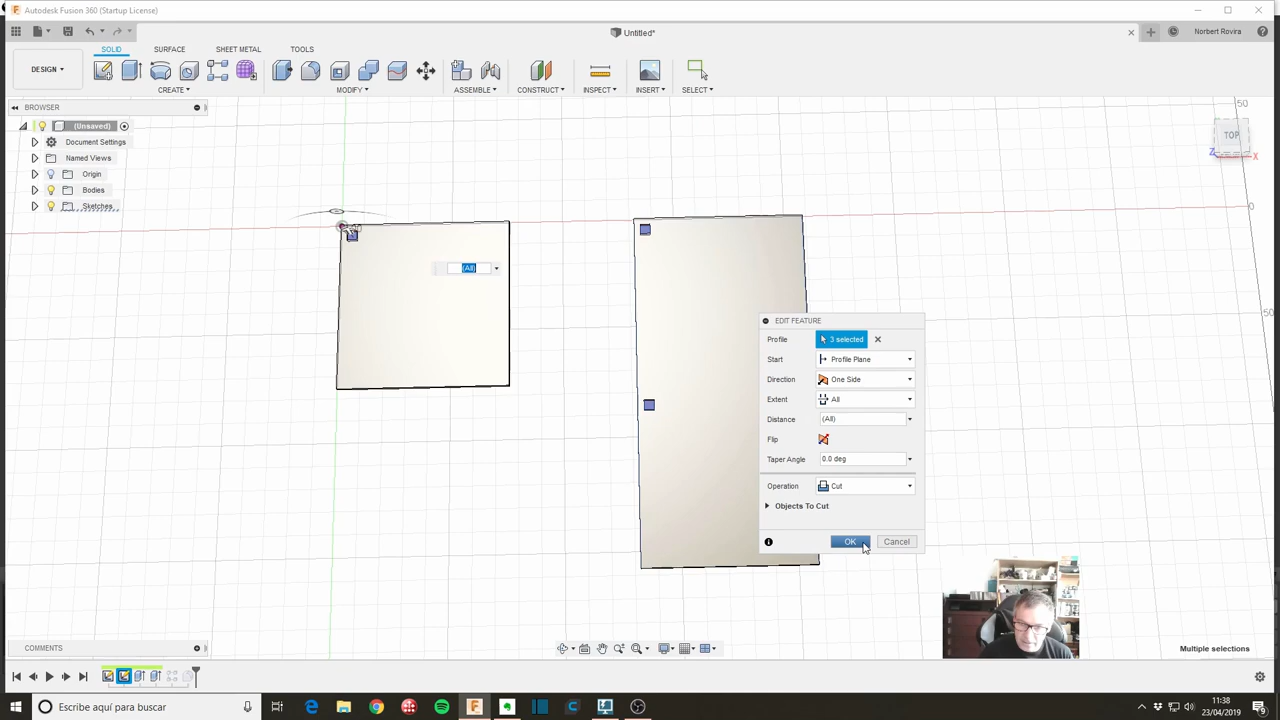 Autodesk Fusion 360 (Startup License)
Untitled*
Norbert Rovira
SOLID SURFACE SHEET METAL TOOLS
DESIGN
CREATE MODIFY ASSEMBLE CONSTRUCT INSPECT INSERT SELECT
BROWSER
(Unsaved)
Document Settings
Named Views
Origin
Bodies
Sketches
50
TOP
Z X
0
50
(All)
EDIT FEATURE
Profile 3 selected
Start Profile Plane
Direction One Side
Extent All
Distance (All)
Flip
Taper Angle 0.0 deg
Operation Cut
Objects To Cut
OK Cancel
COMMENTS
Multiple selections
Escribe aquí para buscar
11:38
23/04/2019